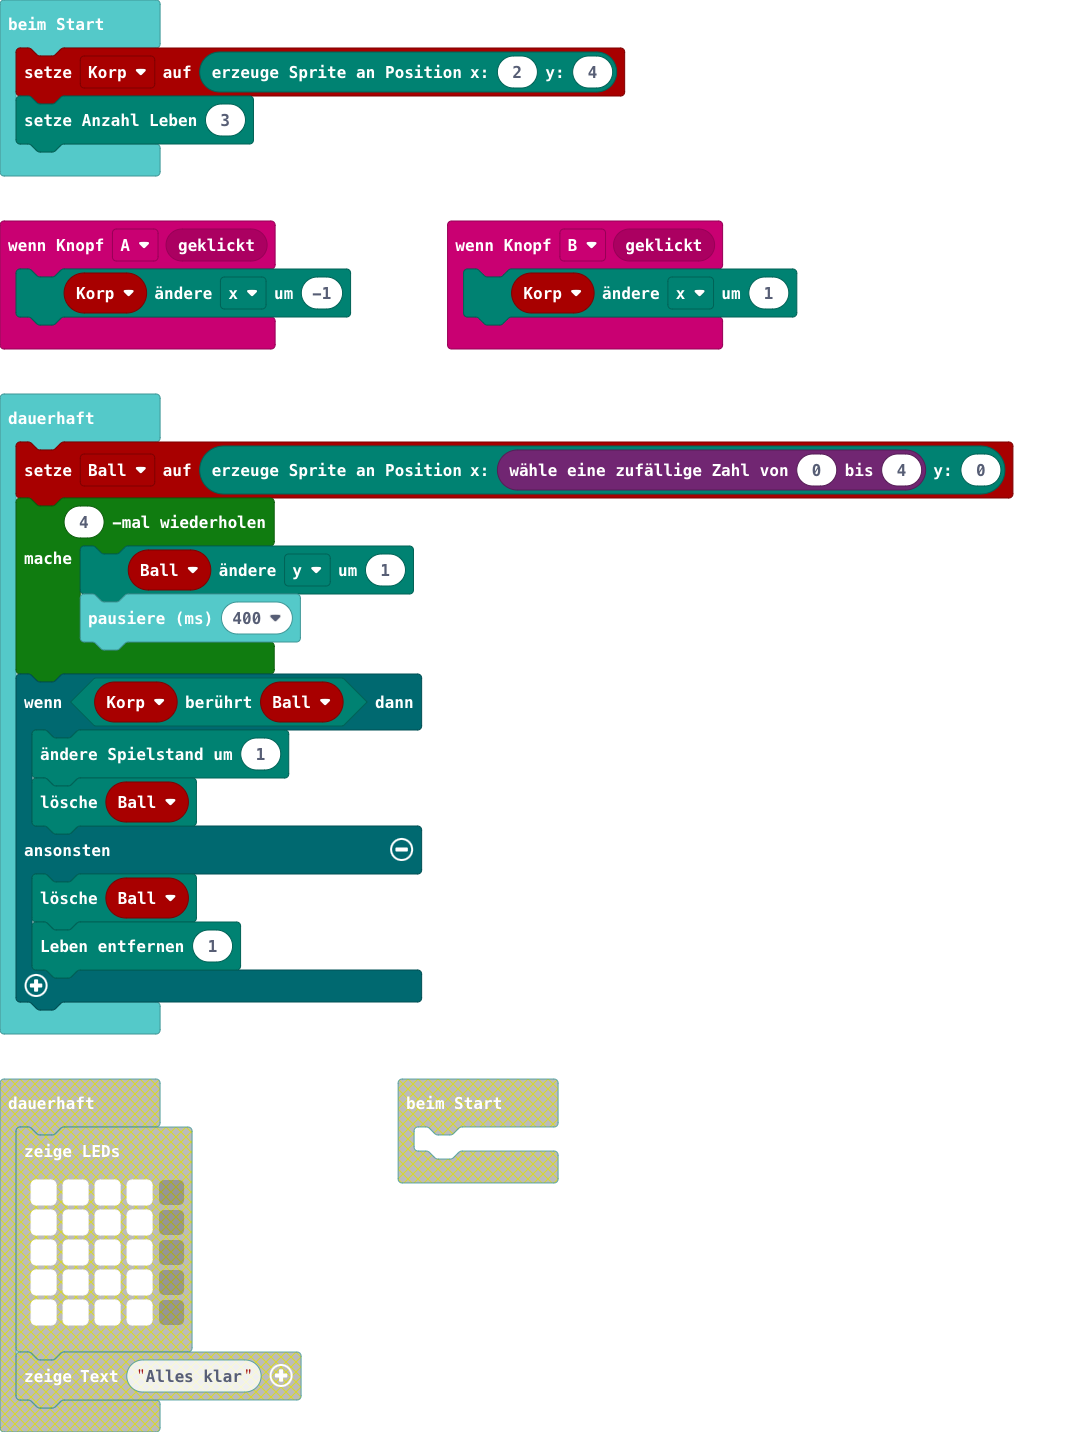 beim Start
setze Korp auf erzeuge Sprite an Position x: 2 y: 4
setze Anzahl Leben 3
wenn Knopf A geklickt
Korp ändere x um −1
wenn Knopf B geklickt
Korp ändere x um 1
dauerhaft
setze Ball auf erzeuge Sprite an Position x: wähle eine zufällige Zahl von 0 bis 4 y: 0
4 −mal wiederholen
mache
Ball ändere y um 1
pausiere (ms) 400
wenn Korp berührt Ball dann
ändere Spielstand um 1
lösche Ball
ansonsten
lösche Ball
Leben entfernen 1
dauerhaft
zeige LEDs
zeige Text "Alles klar"
beim Start